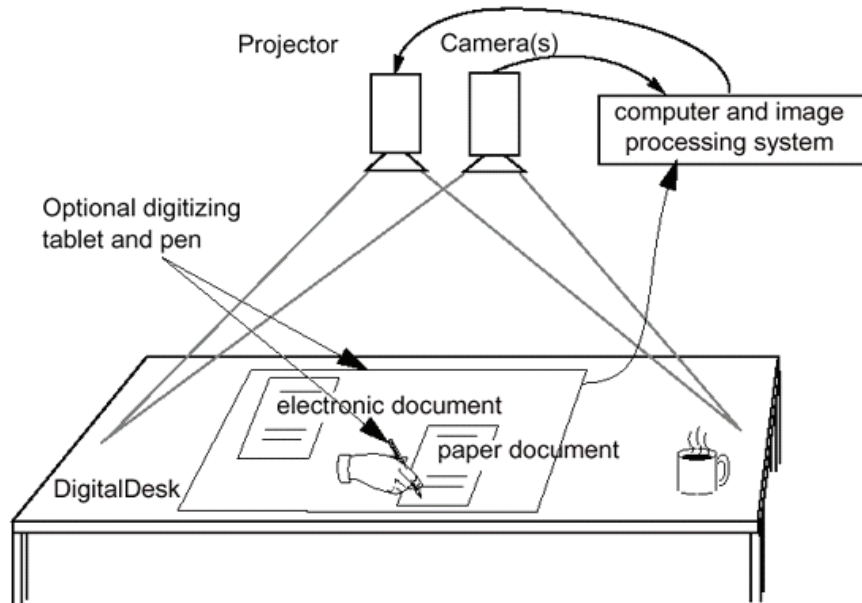 Projector
Camera(s)
computer and image
processing system
Optional digitizing
tablet and pen
electronic document
paper document
DigitalDesk